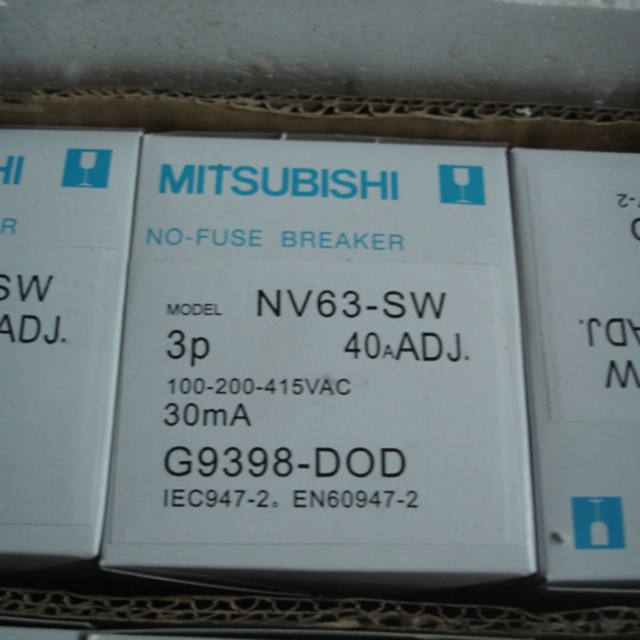 MITSUBISHI
NO-FUSE BREAKER
MODEL NV63-SW
3p 40AADJ.
100-200-415VAC
30mA
G9398-DOD
IEC947-2。 EN60947-2
HI
R
SW
ADJ.